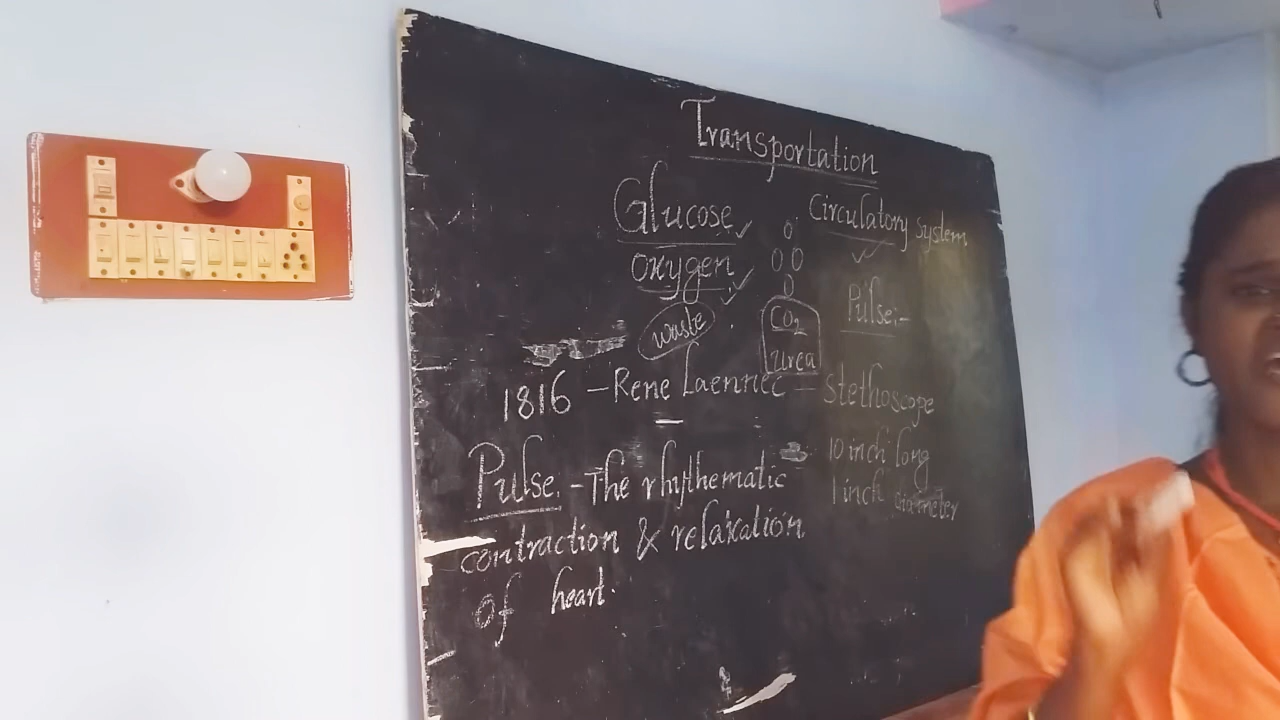 Transportation
Glucose
Circulatory System
Oxygen
Pulse:-
waste
CO2
Urea
1816 - Rene Laennec - Stethoscope
10 inch long
1 inch Diameter
Pulse: - The rhythematic
contraction & relaxation
of heart.